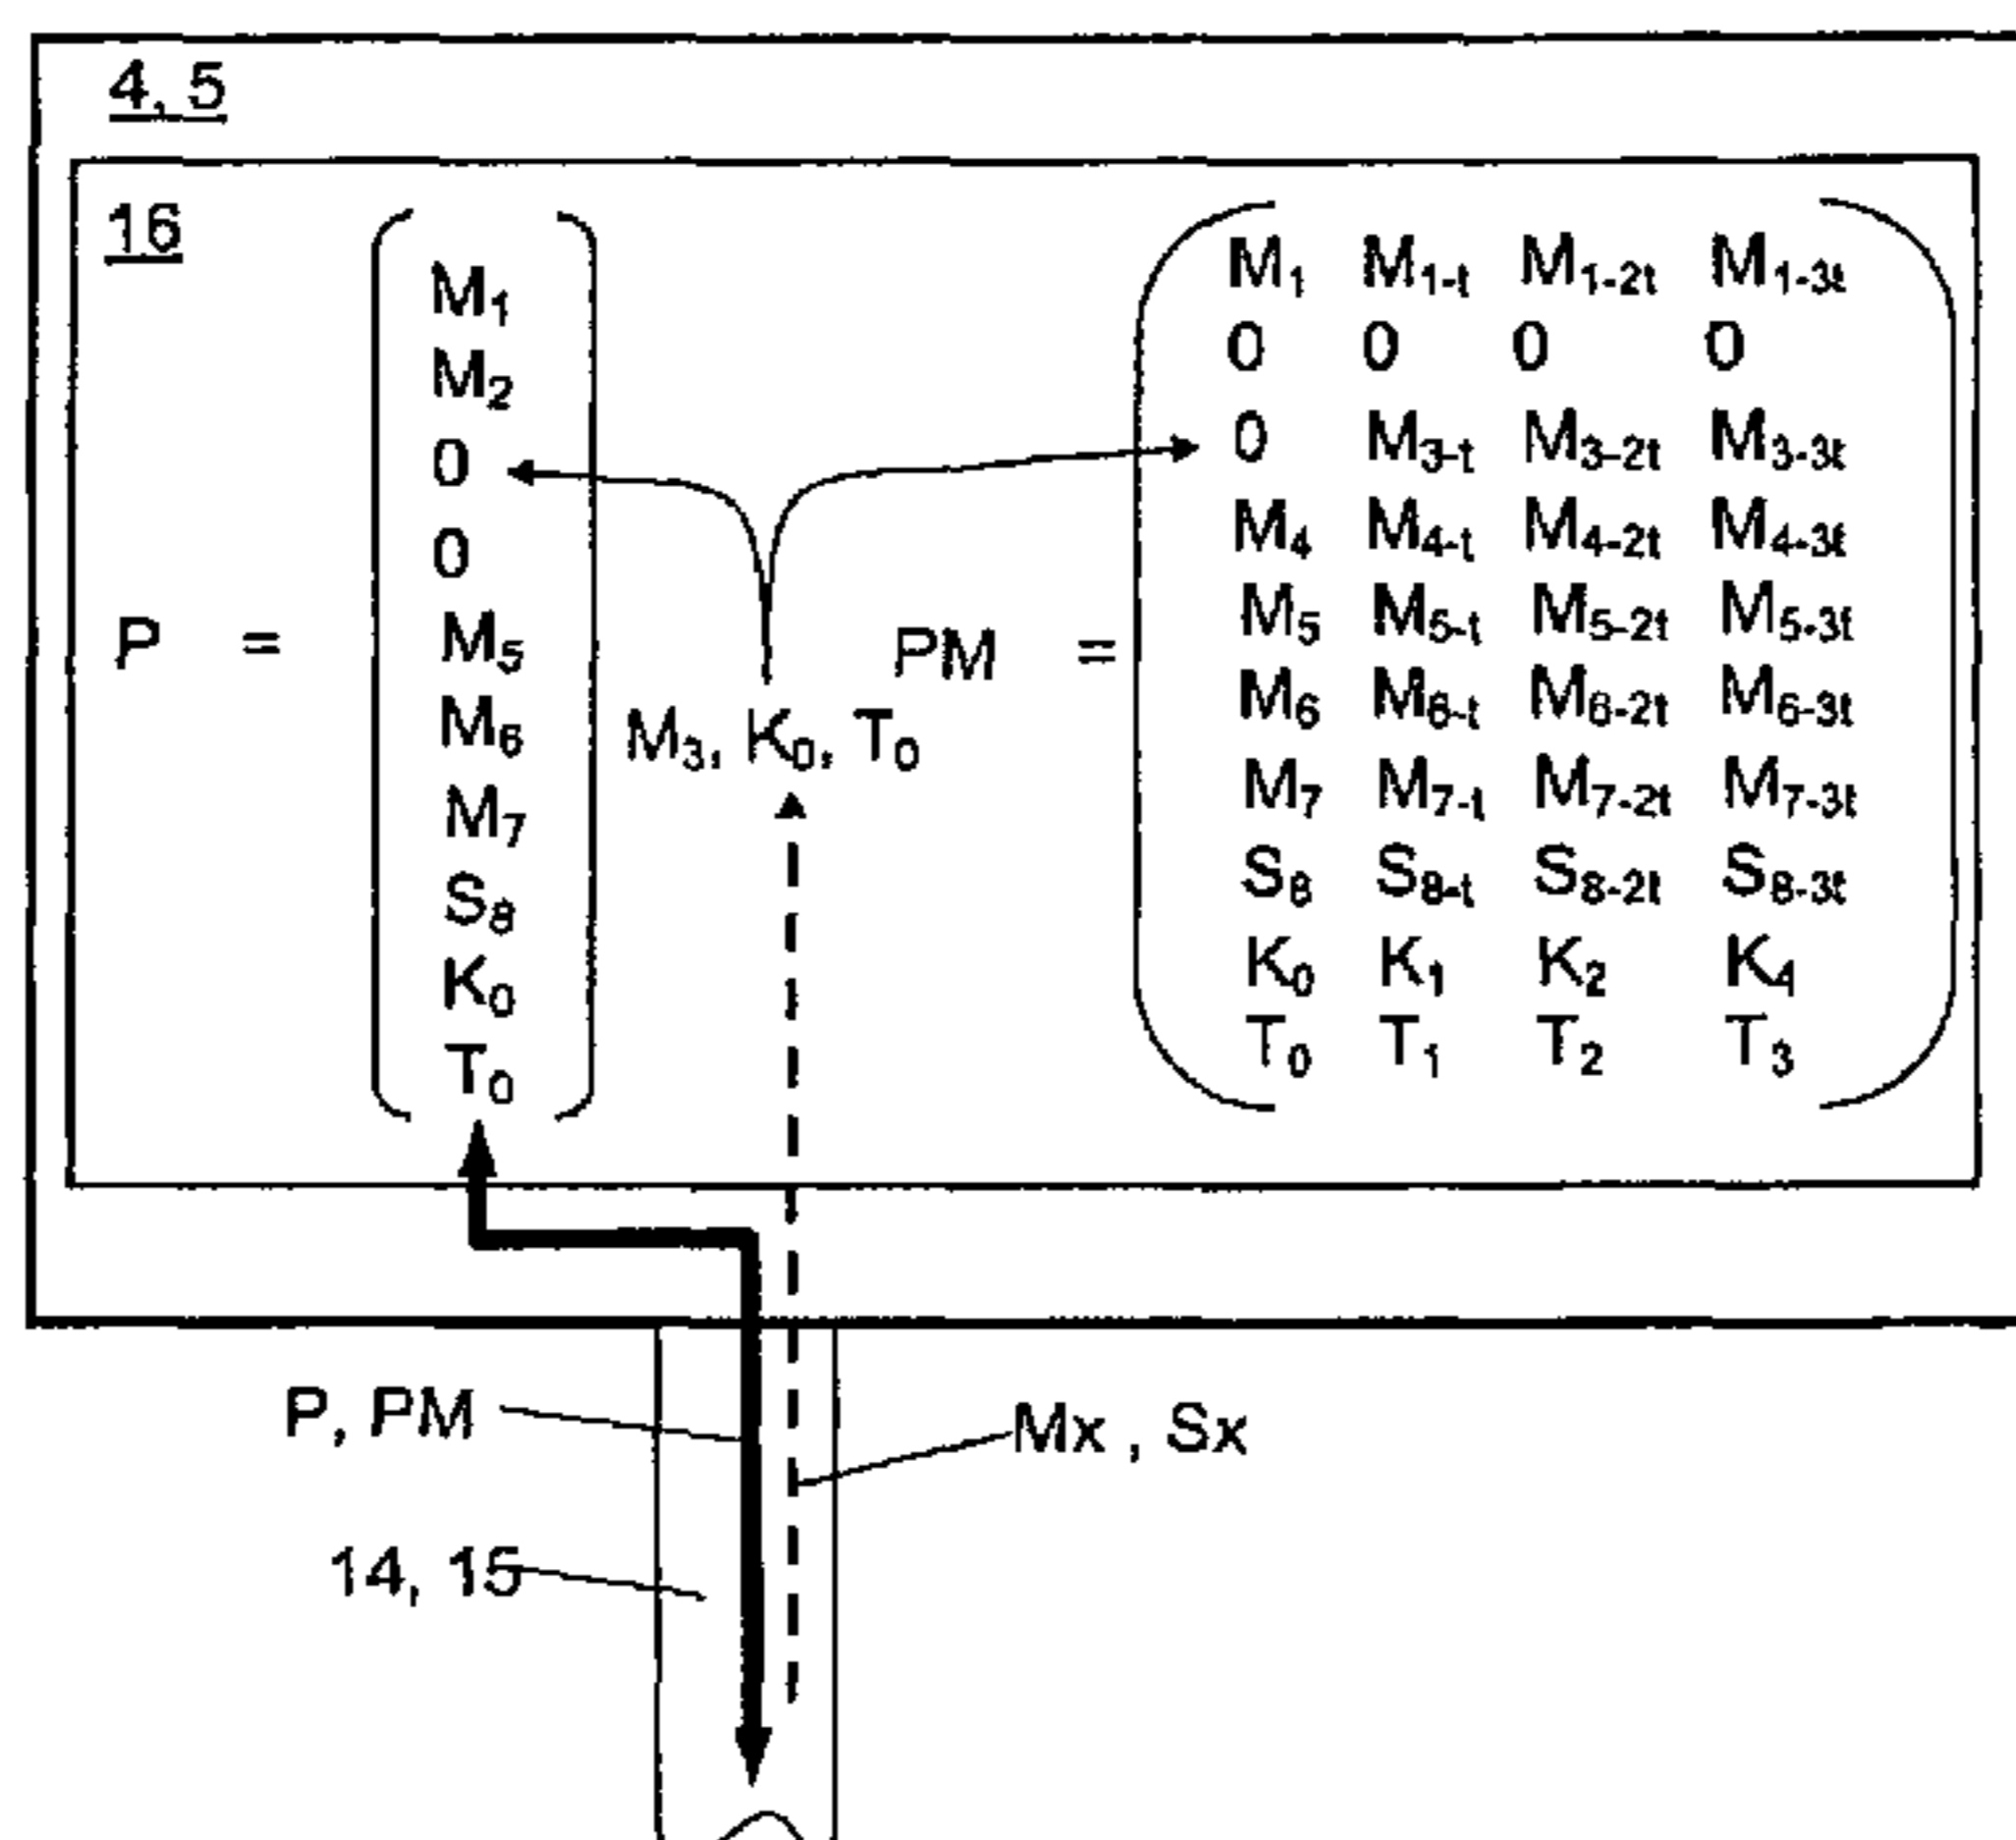 4, 5
16
P =
M₁
M₂
0
0
M₅
M₆
M₇
S₈
K₀
T₀
M₃, K₀, T₀
PM =
M₁ M₁₋t M₁₋₂t M₁₋₃t
0 0 0 0
0 M₃₋t M₃₋₂t M₃₋₃t
M₄ M₄₋t M₄₋₂t M₄₋₃t
M₅ M₅₋t M₅₋₂t M₅₋₃t
M₆ M₆₋t M₆₋₂t M₆₋₃t
M₇ M₇₋t M₇₋₂t M₇₋₃t
S₈ S₈₋t S₈₋₂t S₈₋₃t
K₀ K₁ K₂ K₄
T₀ T₁ T₂ T₃
P, PM
Mx , Sx
14, 15